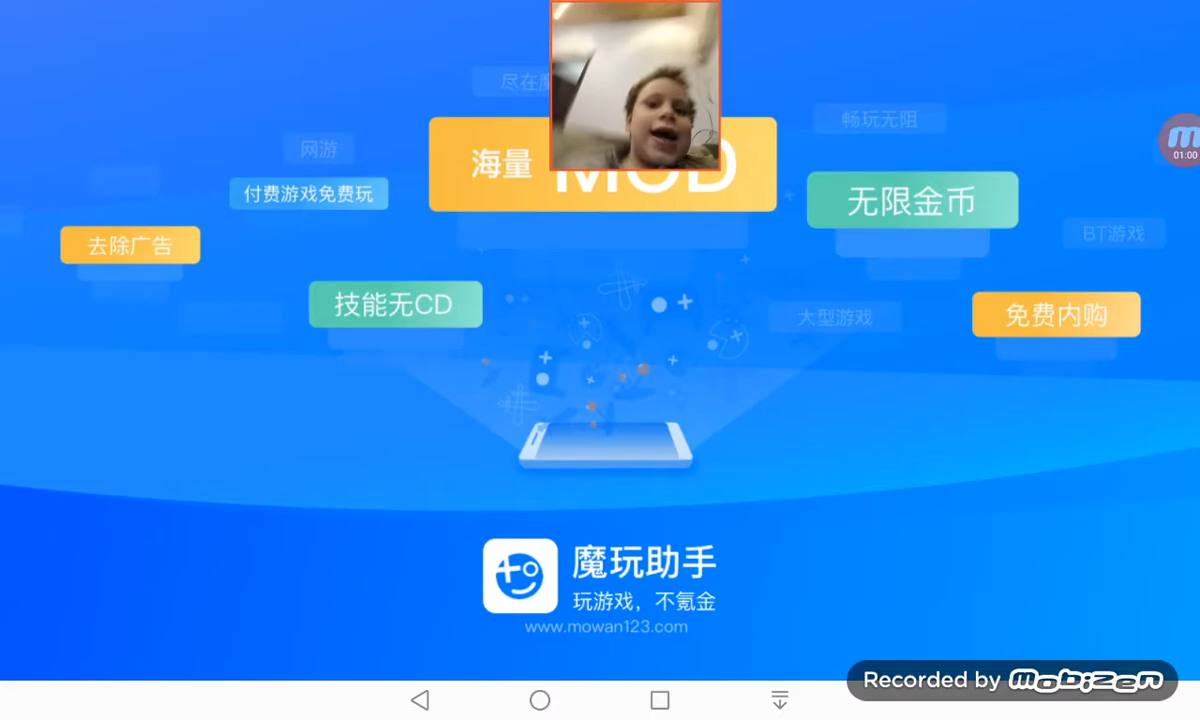 尽在魔
畅玩无阻
网游
海量 MOD
01:00
付费游戏免费玩
无限金币
去除广告
BT游戏
技能无CD
大型游戏
免费内购
魔玩助手
玩游戏，不氪金
www.mowan123.com
Recorded by mobizen